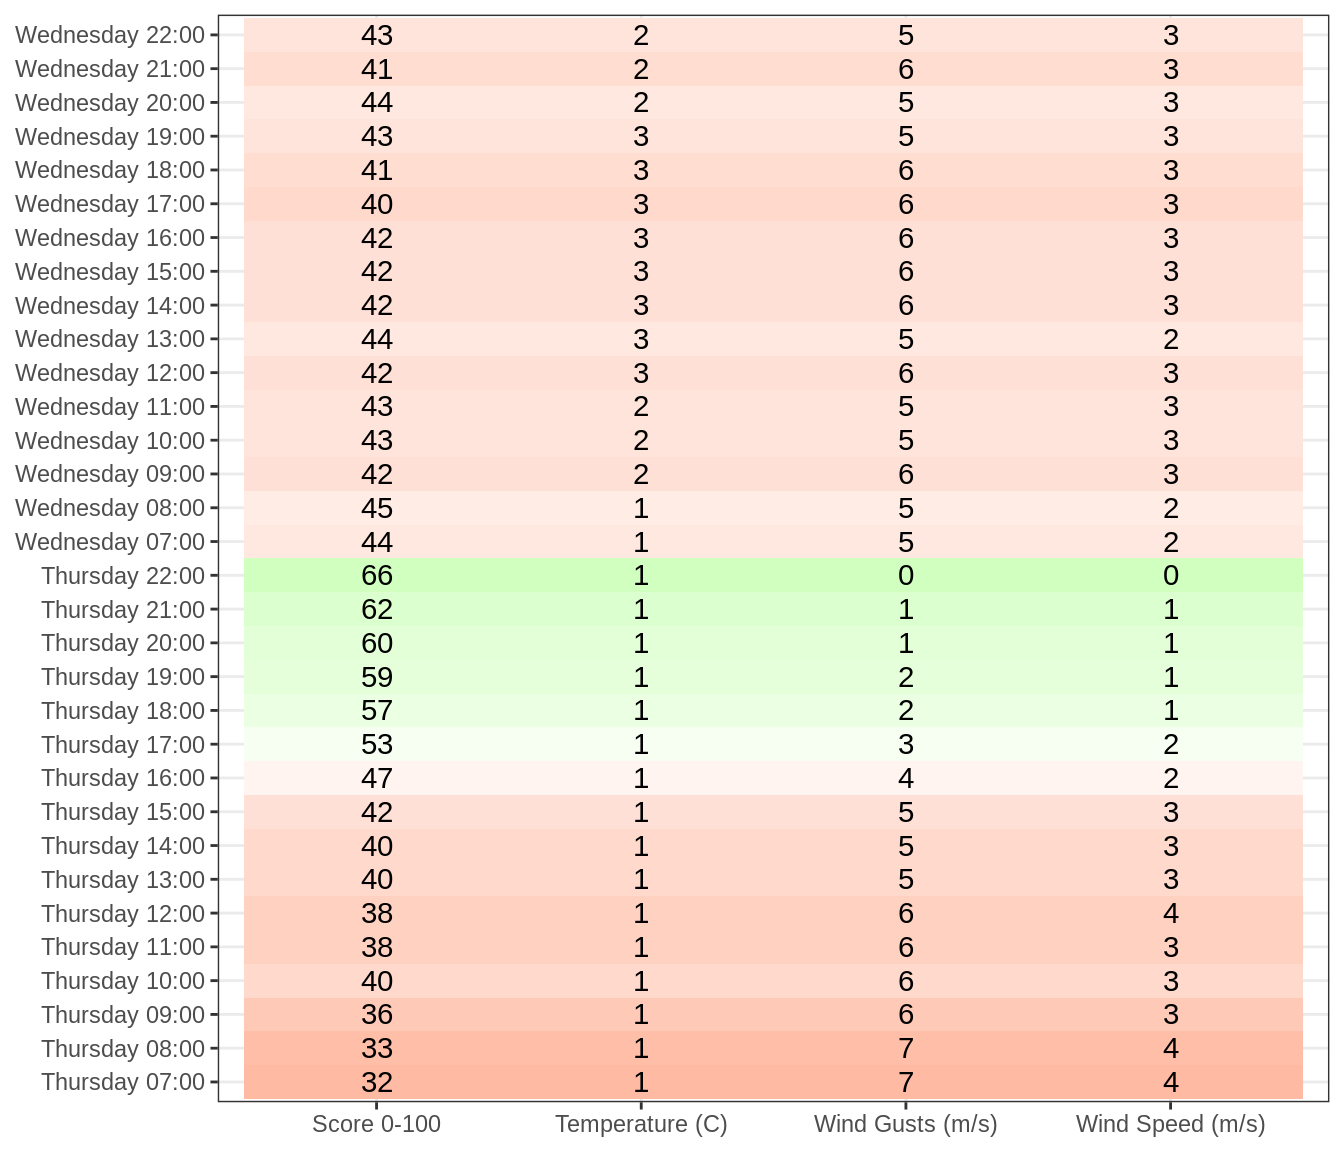 Wednesday 22:00 43 2 5 3
Wednesday 21:00 41 2 6 3
Wednesday 20:00 44 2 5 3
Wednesday 19:00 43 3 5 3
Wednesday 18:00 41 3 6 3
Wednesday 17:00 40 3 6 3
Wednesday 16:00 42 3 6 3
Wednesday 15:00 42 3 6 3
Wednesday 14:00 42 3 6 3
Wednesday 13:00 44 3 5 2
Wednesday 12:00 42 3 6 3
Wednesday 11:00 43 2 5 3
Wednesday 10:00 43 2 5 3
Wednesday 09:00 42 2 6 3
Wednesday 08:00 45 1 5 2
Wednesday 07:00 44 1 5 2
Thursday 22:00 66 1 0 0
Thursday 21:00 62 1 1 1
Thursday 20:00 60 1 1 1
Thursday 19:00 59 1 2 1
Thursday 18:00 57 1 2 1
Thursday 17:00 53 1 3 2
Thursday 16:00 47 1 4 2
Thursday 15:00 42 1 5 3
Thursday 14:00 40 1 5 3
Thursday 13:00 40 1 5 3
Thursday 12:00 38 1 6 4
Thursday 11:00 38 1 6 3
Thursday 10:00 40 1 6 3
Thursday 09:00 36 1 6 3
Thursday 08:00 33 1 7 4
Thursday 07:00 32 1 7 4
Score 0-100 Temperature (C) Wind Gusts (m/s) Wind Speed (m/s)